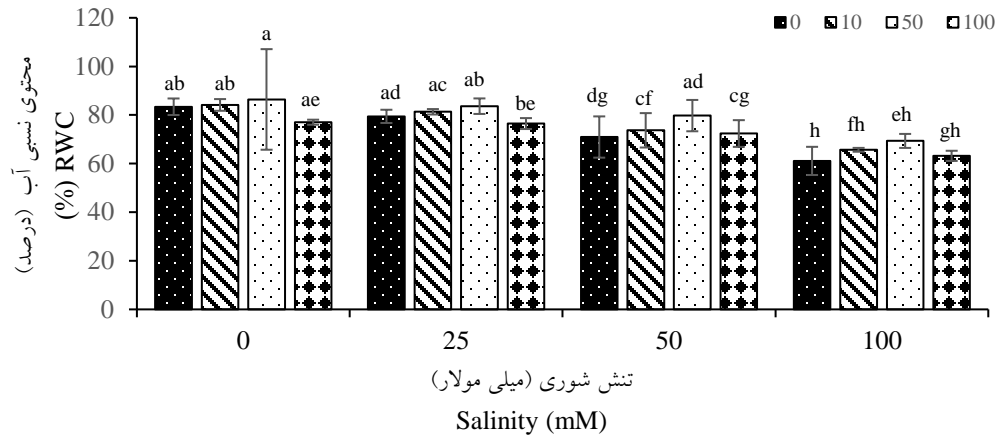 محتوی نسبی آب (درصد)
(%) RWC
120
100
80
60
40
20
0
0 10 50 100
ab ab a ae
ad ac ab be
dg cf ad cg
h fh eh gh
0 25 50 100
تنش شوری (میلی مولار)
Salinity (mM)